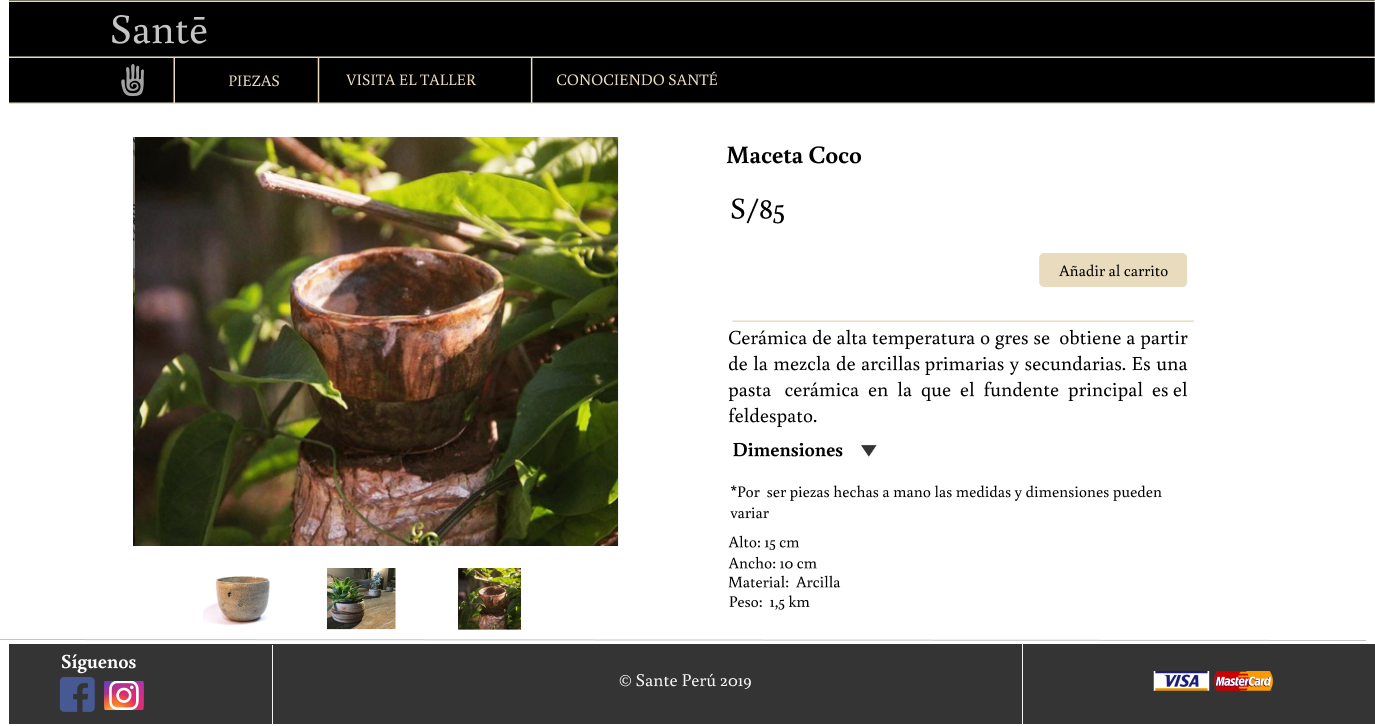 Santē
PIEZAS
VISITA EL TALLER
CONOCIENDO SANTÉ
Maceta Coco
S/85
Añadir al carrito
Cerámica de alta temperatura o gres se obtiene a partir
de la mezcla de arcillas primarias y secundarias. Es una
pasta cerámica en la que el fundente principal es el
feldespato.
Dimensiones
*Por ser piezas hechas a mano las medidas y dimensiones pueden
variar
Alto: 15 cm
Ancho: 10 cm
Material: Arcilla
Peso: 1,5 km
Síguenos
© Sante Perú 2019
VISA
MasterCard